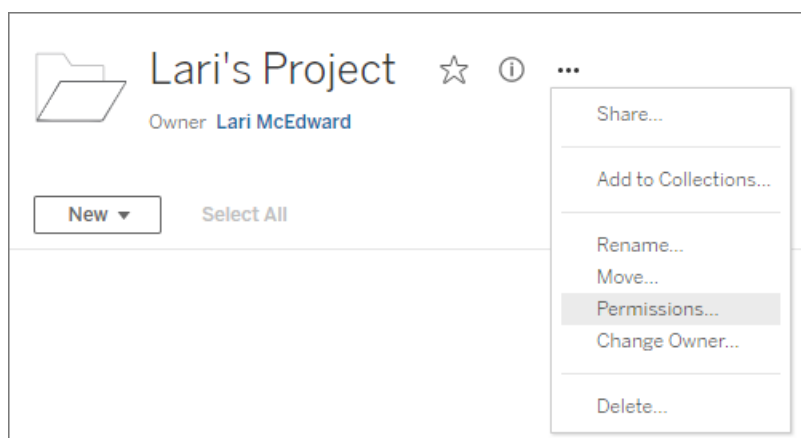 Lari's Project
Owner Lari McEdward
New
Select All
Share...
Add to Collections...
Rename...
Move...
Permissions...
Change Owner...
Delete...